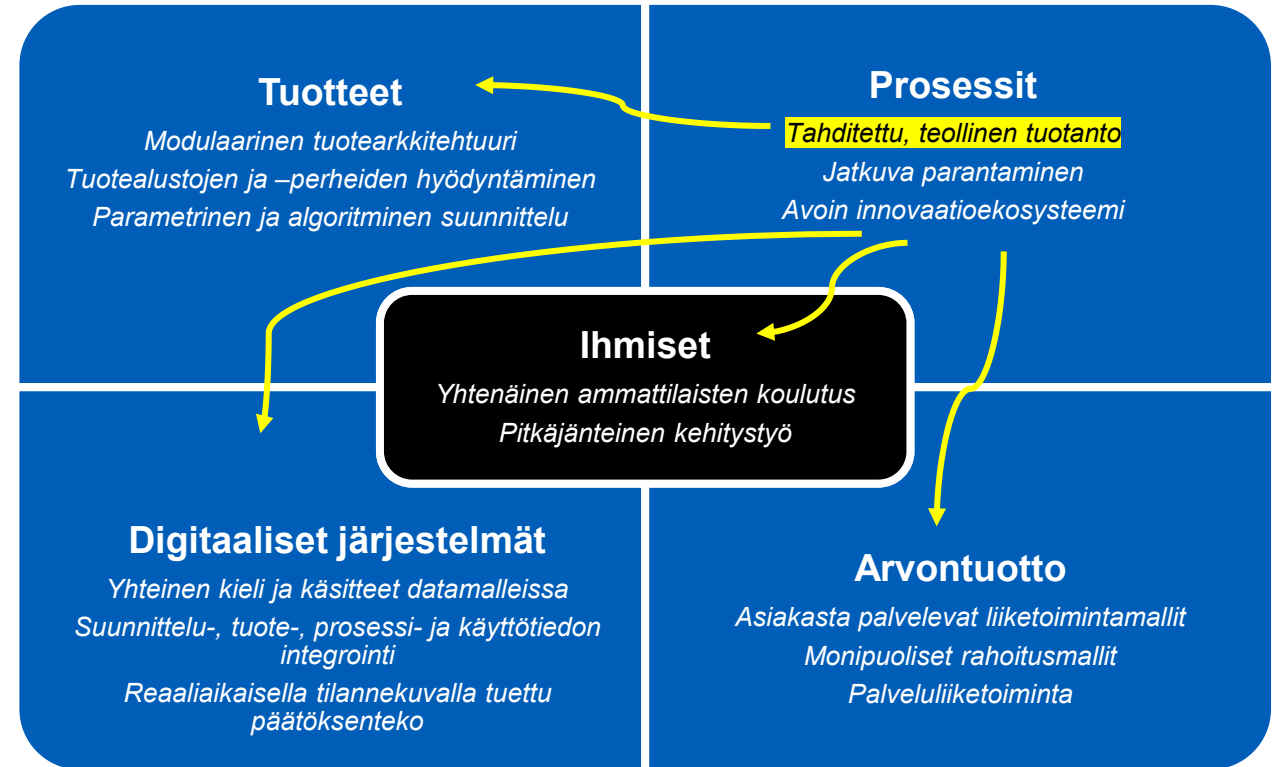 Tuotteet
Modulaarinen tuotearkkitehtuuri
Tuotealustojen ja –perheiden hyödyntäminen
Parametrinen ja algoritminen suunnittelu
Prosessit
Tahditettu, teollinen tuotanto
Jatkuva parantaminen
Avoin innovaatioekosysteemi
Ihmiset
Yhtenäinen ammattilaisten koulutus
Pitkäjänteinen kehitystyö
Digitaaliset järjestelmät
Yhteinen kieli ja käsitteet datamalleissa
Suunnittelu-, tuote-, prosessi- ja käyttötiedon
integrointi
Reaaliaikaisella tilannekuvalla tuettu
päätöksenteko
Arvontuotto
Asiakasta palvelevat liiketoimintamallit
Monipuoliset rahoitusmallit
Palveluliiketoiminta